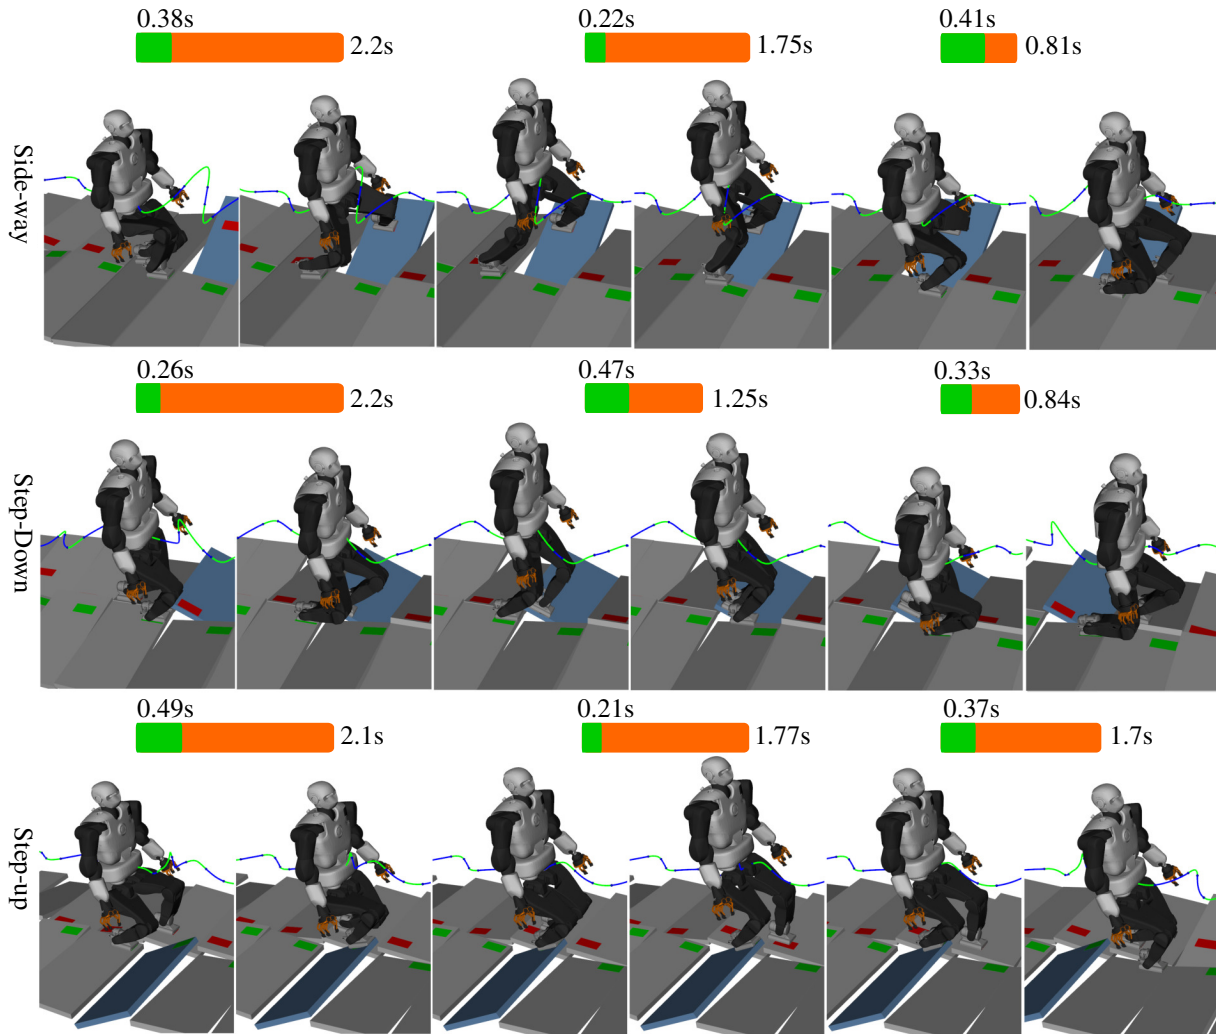 0.38s 0.22s 0.41s
2.2s 1.75s 0.81s
Side-way
0.26s 0.47s 0.33s
2.2s 1.25s 0.84s
Step-Down
0.49s 0.21s 0.37s
2.1s 1.77s 1.7s
Step-up